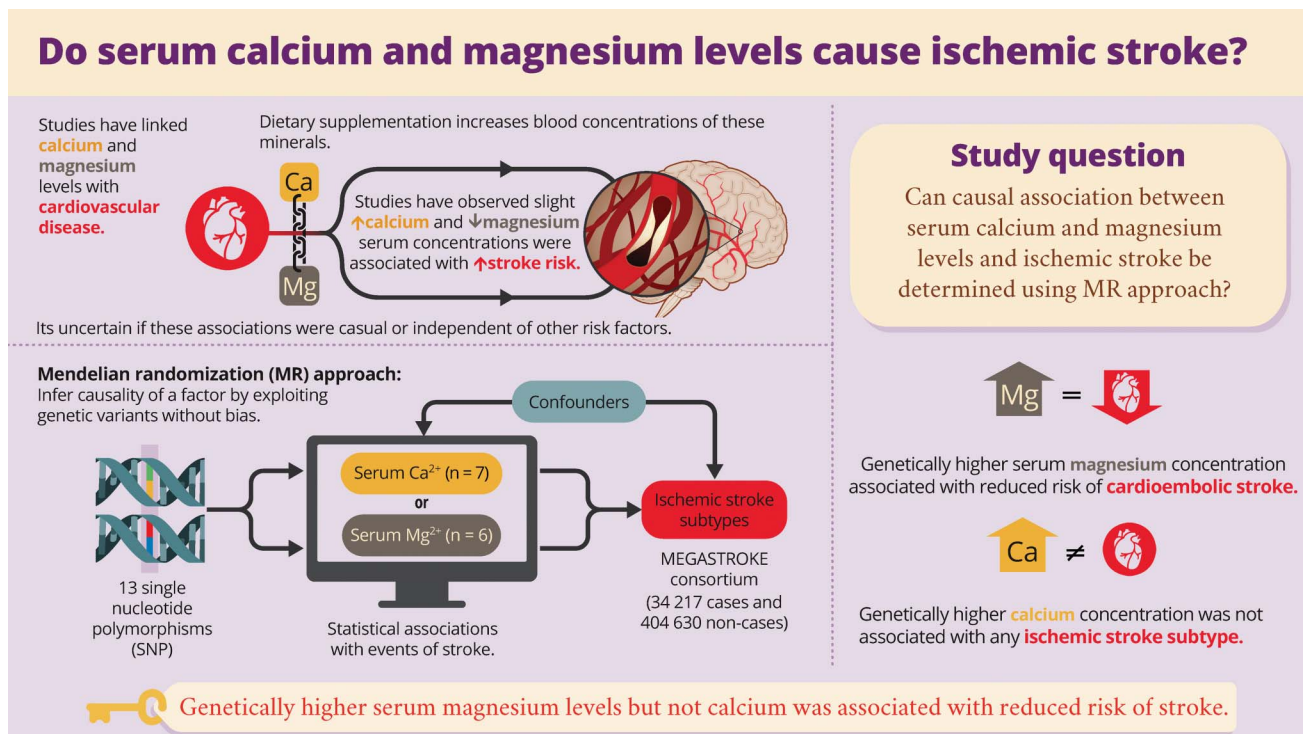 Do serum calcium and magnesium levels cause ischemic stroke?
Studies have linked
calcium and
magnesium
levels with
cardiovascular
disease.
Dietary supplementation increases blood concentrations of these
minerals.
Ca
Mg
Studies have observed slight
↑calcium and ↓magnesium
serum concentrations were
associated with ↑stroke risk.
Its uncertain if these associations were casual or independent of other risk factors.
Mendelian randomization (MR) approach:
Infer causality of a factor by exploiting
genetic variants without bias.
Confounders
Serum Ca²⁺ (n = 7)
or
Serum Mg²⁺ (n = 6)
Ischemic stroke
subtypes
13 single
nucleotide
polymorphisms
(SNP)
Statistical associations
with events of stroke.
MEGASTROKE
consortium
(34 217 cases and
404 630 non-cases)
Study question
Can causal association between
serum calcium and magnesium
levels and ischemic stroke be
determined using MR approach?
Mg =
Genetically higher serum magnesium concentration
associated with reduced risk of cardioembolic stroke.
Ca ≠
Genetically higher calcium concentration was not
associated with any ischemic stroke subtype.
Genetically higher serum magnesium levels but not calcium was associated with reduced risk of stroke.